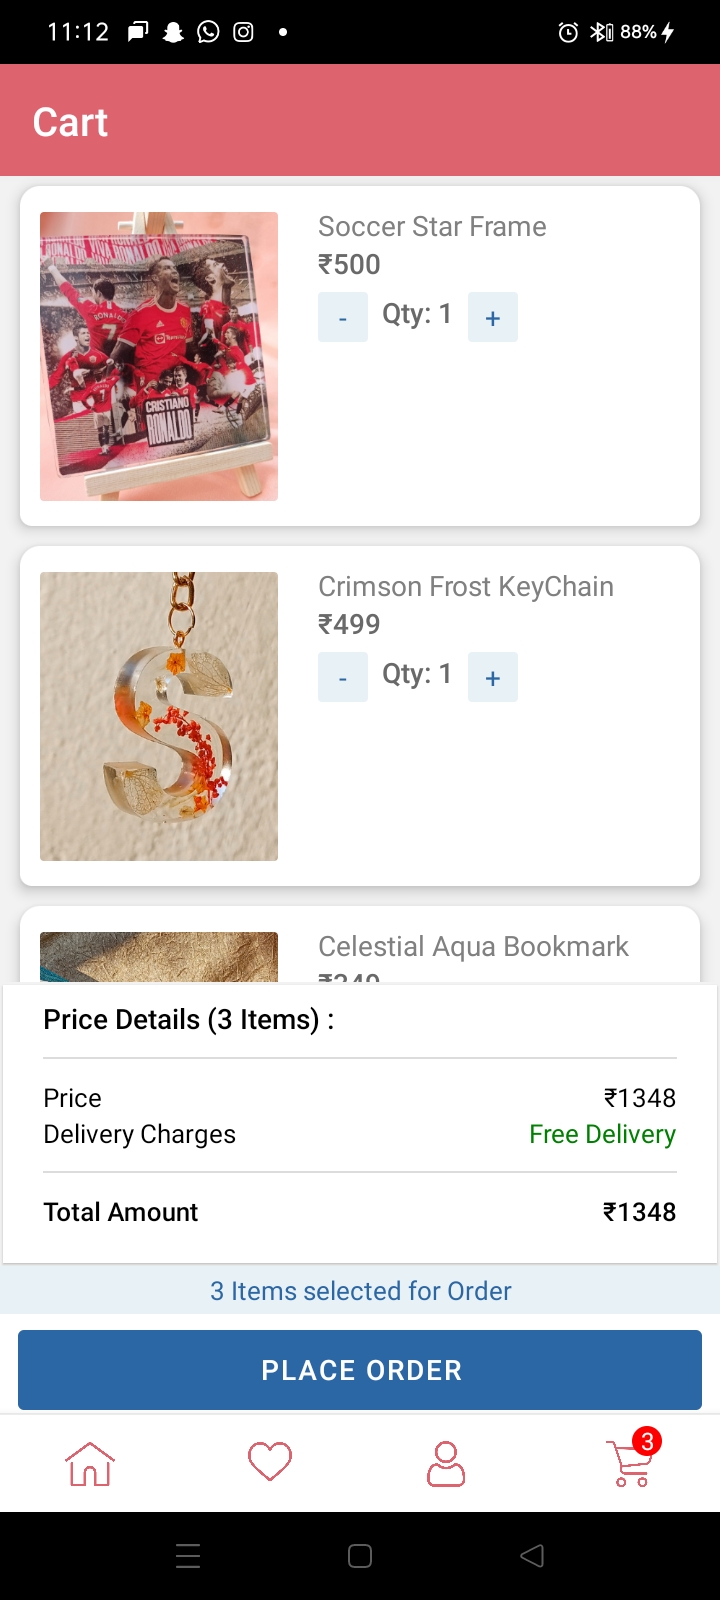 11:12
88%
Cart
RONALDO
7
CRISTIANO
RONALDO
Soccer Star Frame
₹500
- Qty: 1 +
Crimson Frost KeyChain
₹499
- Qty: 1 +
Celestial Aqua Bookmark
Price Details (3 Items) :
Price ₹1348
Delivery Charges Free Delivery
Total Amount ₹1348
3 Items selected for Order
PLACE ORDER
3